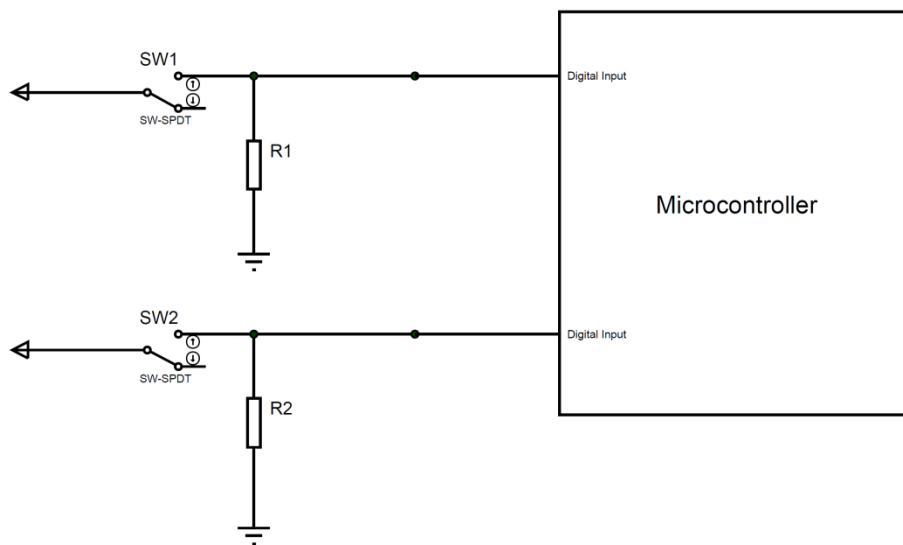 SW1
SW-SPDT
R1
Digital Input
Microcontroller
SW2
SW-SPDT
R2
Digital Input